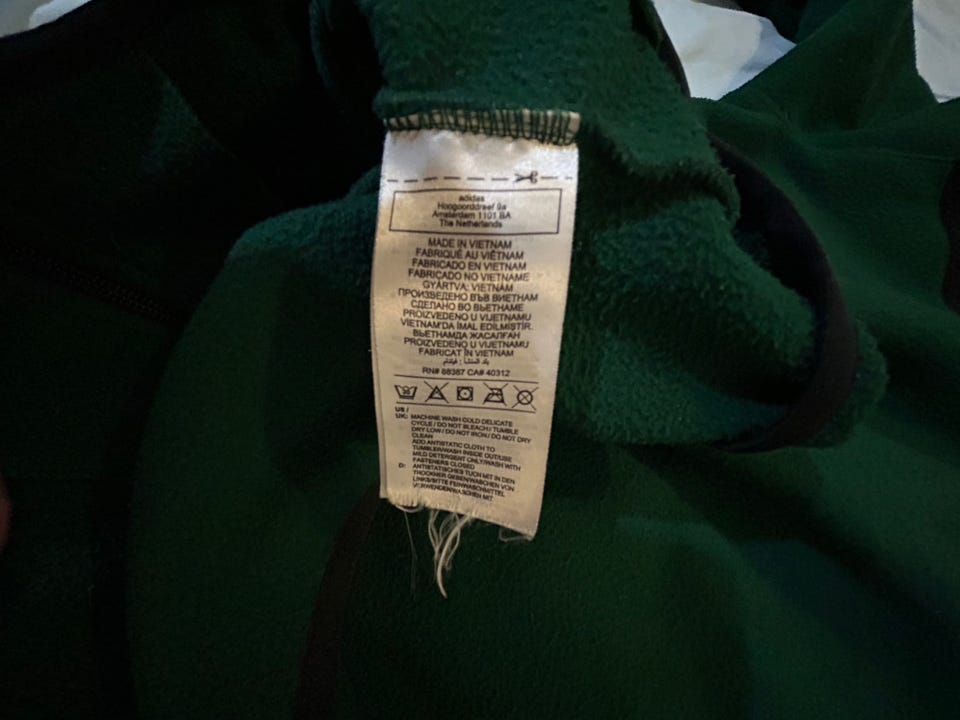 adidas
Hoogoorddreef 9a
Amsterdam 1101 BA
The Netherlands
MADE IN VIETNAM
FABRIQUÉ AU VIÊTNAM
FABRICADO EN VIETNAM
FABRICADO NO VIETNAME
GYÁRTVA: VIETNAM
ПРОИЗВЕДЕНО ВЪВ ВИЕТНАМ
СДЕЛАНО ВО ВЬЕТНАМЕ
PROIZVEDENO U VIJETNAMU
VIETNAM'DA İMAL EDİLMİŞTİR.
ВЬЕТНАМДА ЖАСАЛҒАН
PROIZVEDENO U VIJETNAMU
FABRICAT ÎN VIETNAM
بلد المنشأ : فيتنام
RN# 88387 CA# 40312
US /
UK: MACHINE WASH COLD DELICATE
CYCLE / DO NOT BLEACH / TUMBLE
DRY LOW / DO NOT IRON / DO NOT DRY
CLEAN
ADD ANTISTATIC CLOTH TO
TUMBLER/WASH INSIDE OUT/USE
MILD DETERGENT ONLY/WASH WITH
FASTENERS CLOSED
D: ANTISTATISCHES TUCH MIT IN DEN
TROCKNER GEBEN/WASCHEN VON
LINKS/BITTE FEINWASCHMITTEL
VERWENDEN/WASCHEN MIT